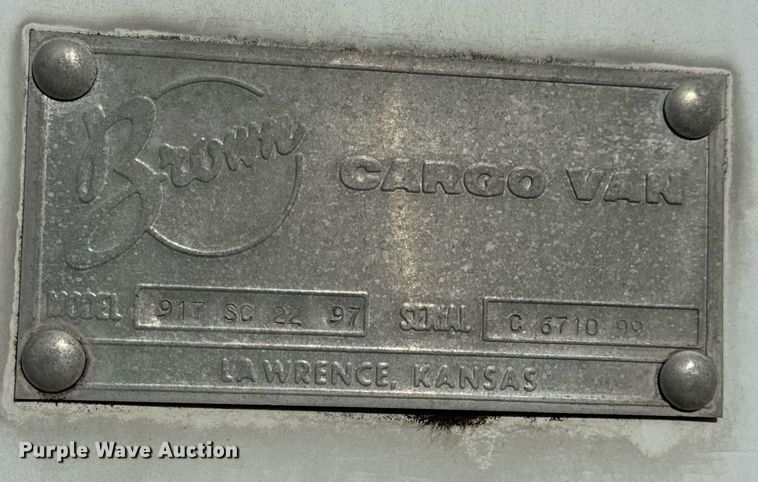 Brown CARGO VAN
MODEL 917 SC 22 97 SERIAL C 6710 99
LAWRENCE, KANSAS
Purple Wave Auction